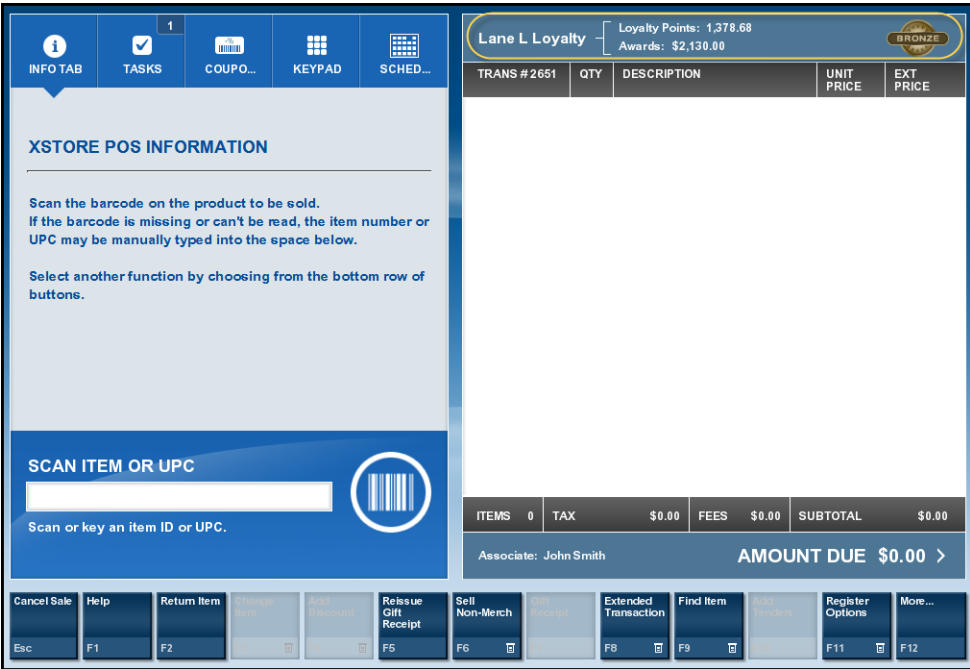 1
INFO TAB
TASKS
COUPO...
KEYPAD
SCHED...
XSTORE POS INFORMATION
Scan the barcode on the product to be sold.
If the barcode is missing or can't be read, the item number or
UPC may be manually typed into the space below.
Select another function by choosing from the bottom row of
buttons.
SCAN ITEM OR UPC
Scan or key an item ID or UPC.
Lane L Loyalty
Loyalty Points: 1,378.68
Awards: $2,130.00
BRONZE
TRANS # 2651 QTY DESCRIPTION UNIT PRICE EXT PRICE
ITEMS 0 TAX $0.00 FEES $0.00 SUBTOTAL $0.00
Associate: John Smith
AMOUNT DUE $0.00 >
Cancel Sale
Esc
Help
F1
Return Item
F2
Change
Item
Add
Discount
Reissue
Gift
Receipt
F5
Sell
Non-Merch
F6
Gift
Receipt
Extended
Transaction
F8
Find Item
F9
Add
Tenders
Register
Options
F11
More...
F12